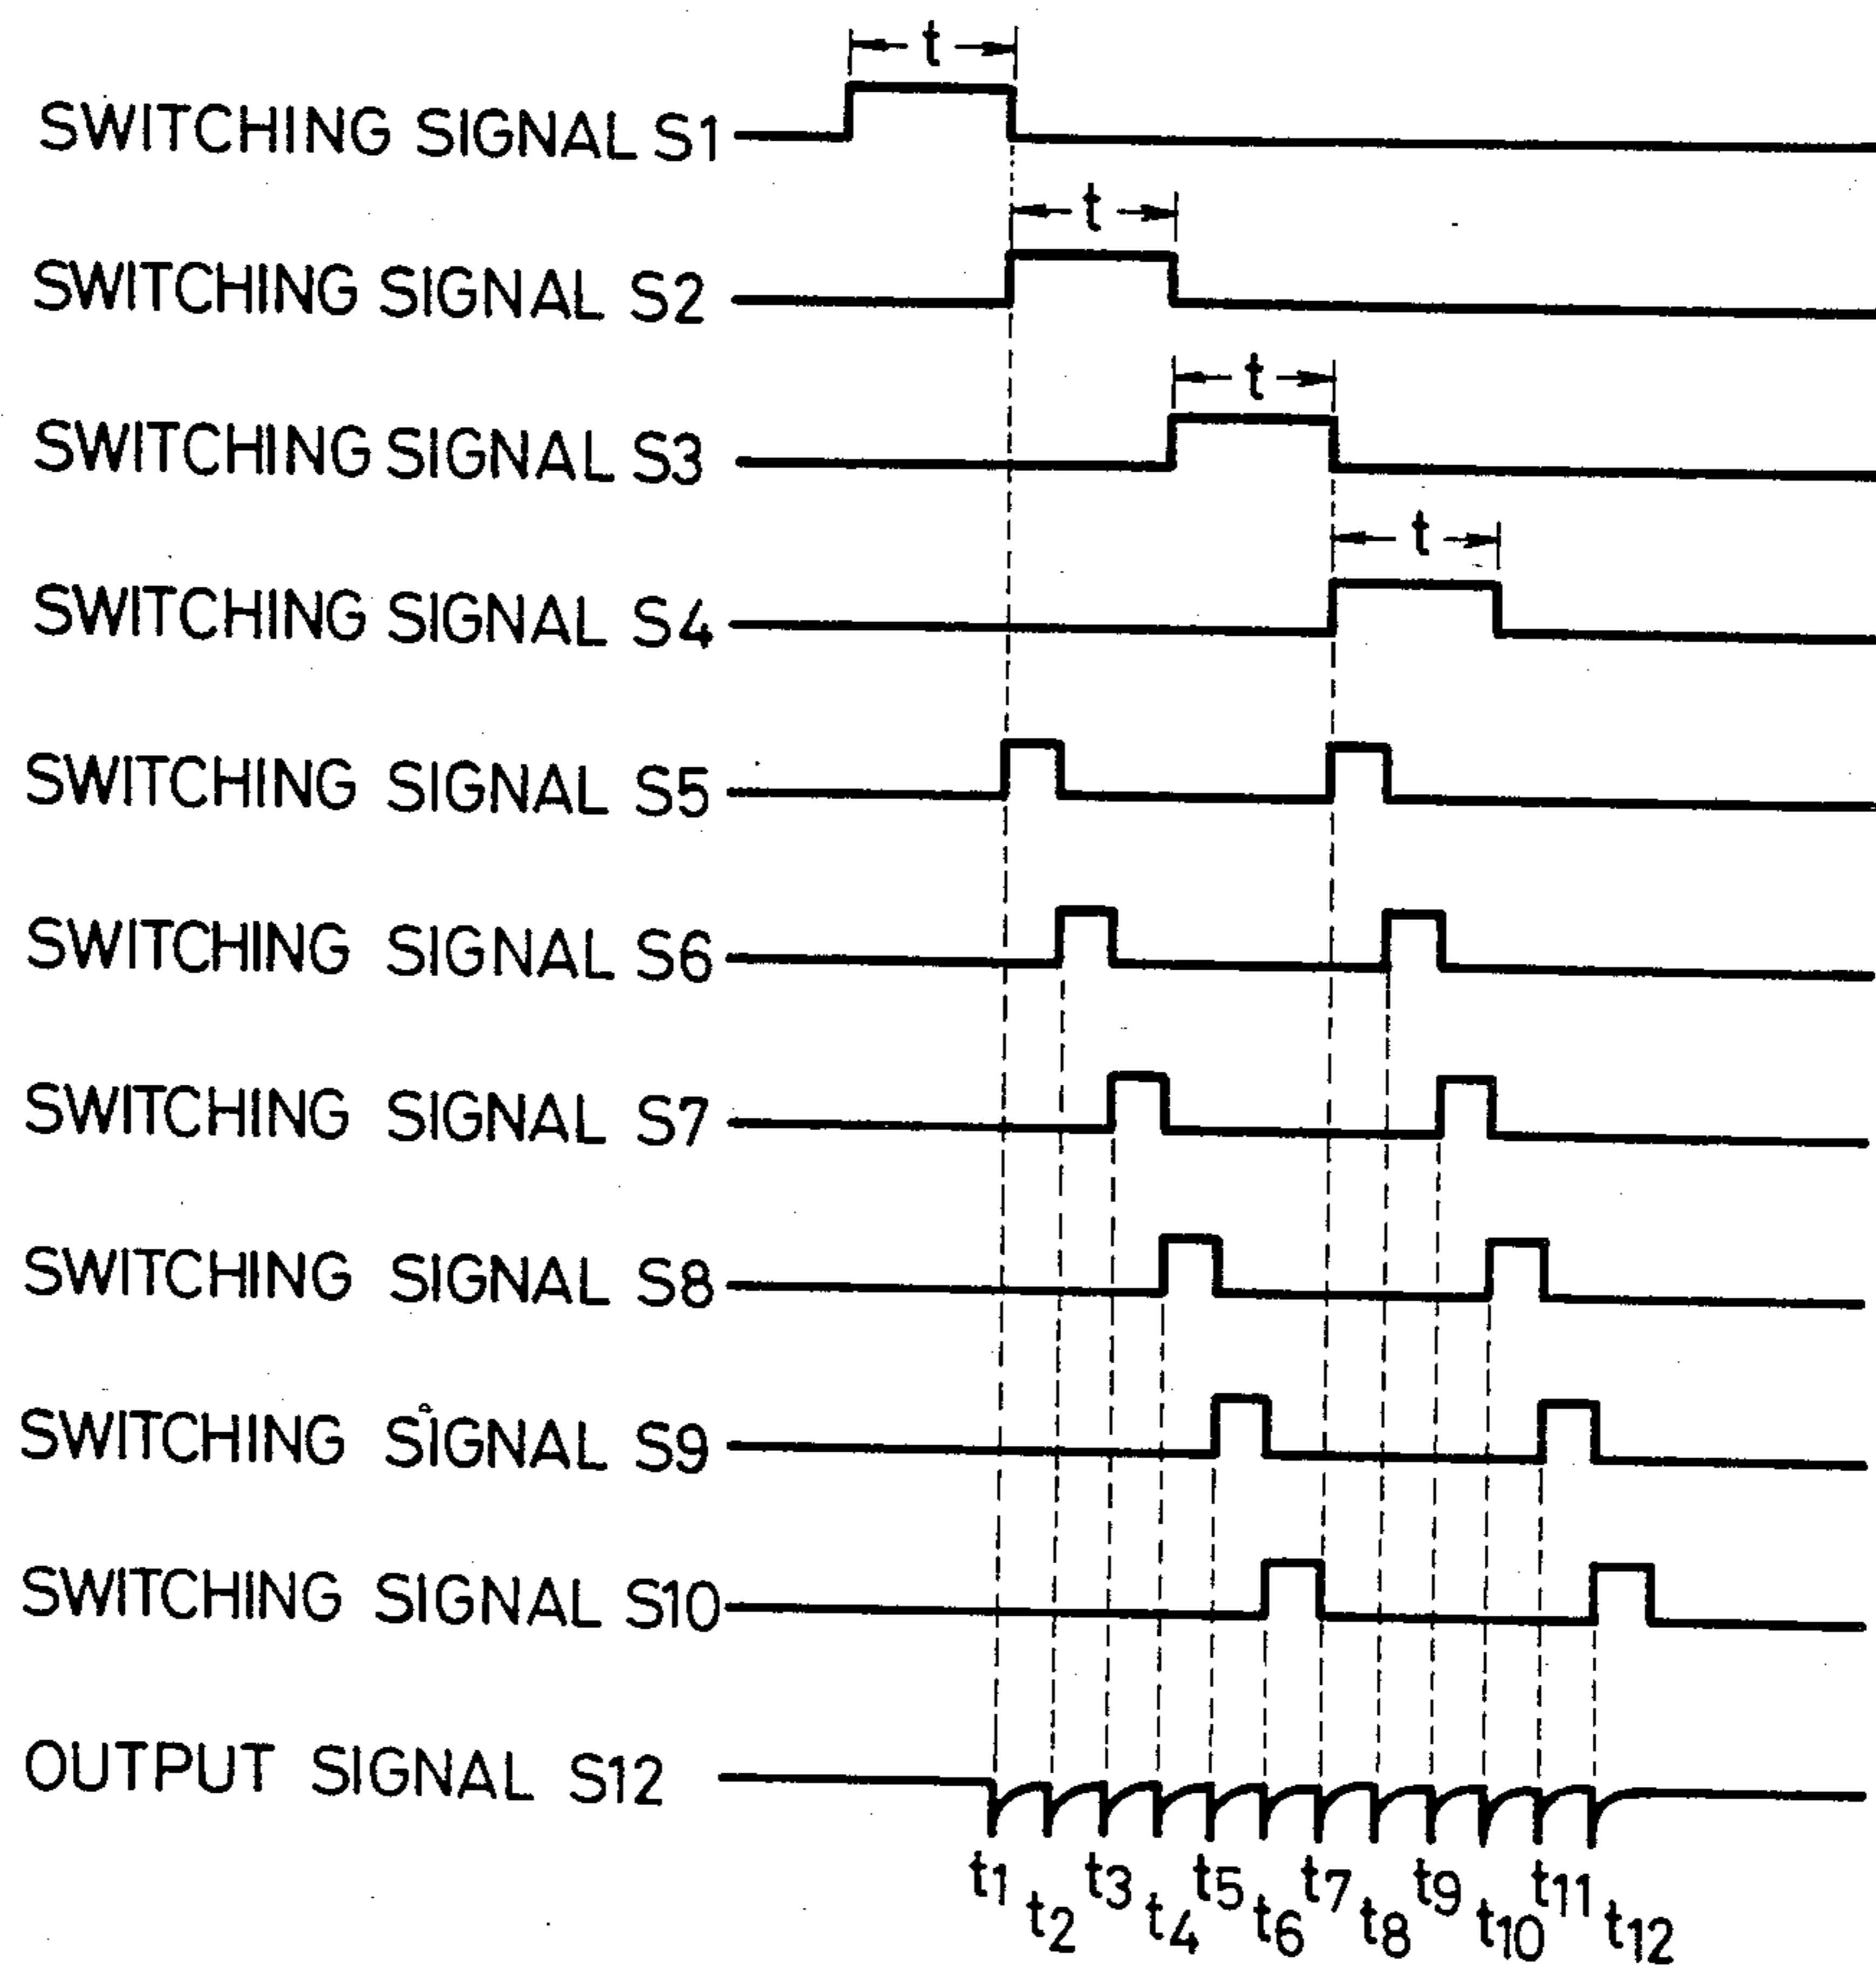 t
SWITCHING SIGNAL S1
t
SWITCHING SIGNAL S2
t
SWITCHING SIGNAL S3
t
SWITCHING SIGNAL S4
SWITCHING SIGNAL S5
SWITCHING SIGNAL S6
SWITCHING SIGNAL S7
SWITCHING SIGNAL S8
SWITCHING SIGNAL S9
SWITCHING SIGNAL S10
OUTPUT SIGNAL S12
t1 t2 t3 t4 t5 t6 t7 t8 t9 t10 t11 t12